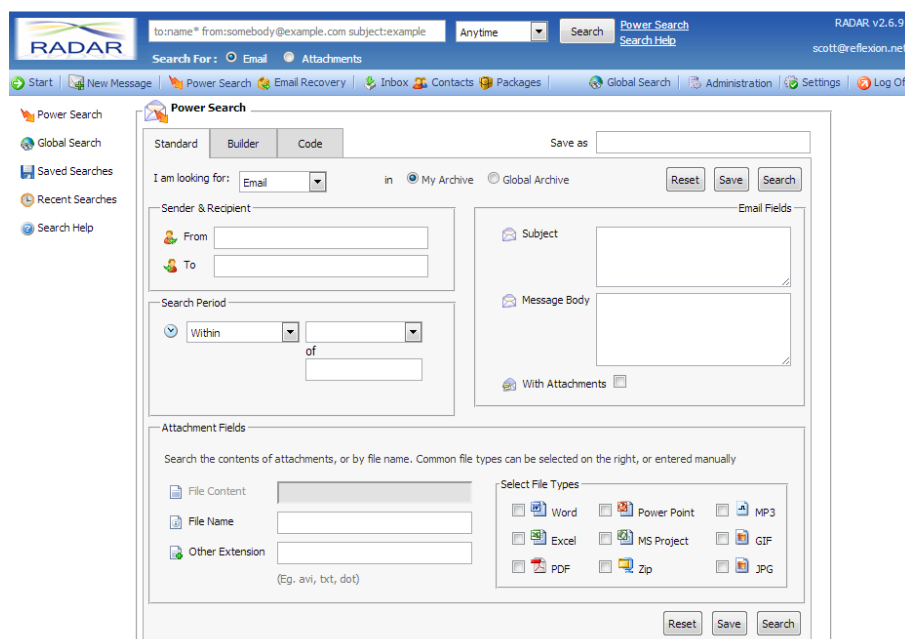 RADAR
to:name* from:somebody@example.com subject:example
Anytime
Search
Power Search
Search Help
RADAR v2.6.9
scott@reflexion.net
Search For: Email Attachments
Start New Message Power Search Email Recovery Inbox Contacts Packages Global Search Administration Settings Log Of
Power Search
Global Search
Saved Searches
Recent Searches
Search Help
Power Search
Standard Builder Code Save as
I am looking for: Email in My Archive Global Archive Reset Save Search
Sender & Recipient
From
To
Search Period
Within
of
Email Fields
Subject
Message Body
With Attachments
Attachment Fields
Search the contents of attachments, or by file name. Common file types can be selected on the right, or entered manually
File Content
File Name
Other Extension
(Eg. avi, txt, dot)
Select File Types
Word Power Point MP3
Excel MS Project GIF
PDF Zip JPG
Reset Save Search